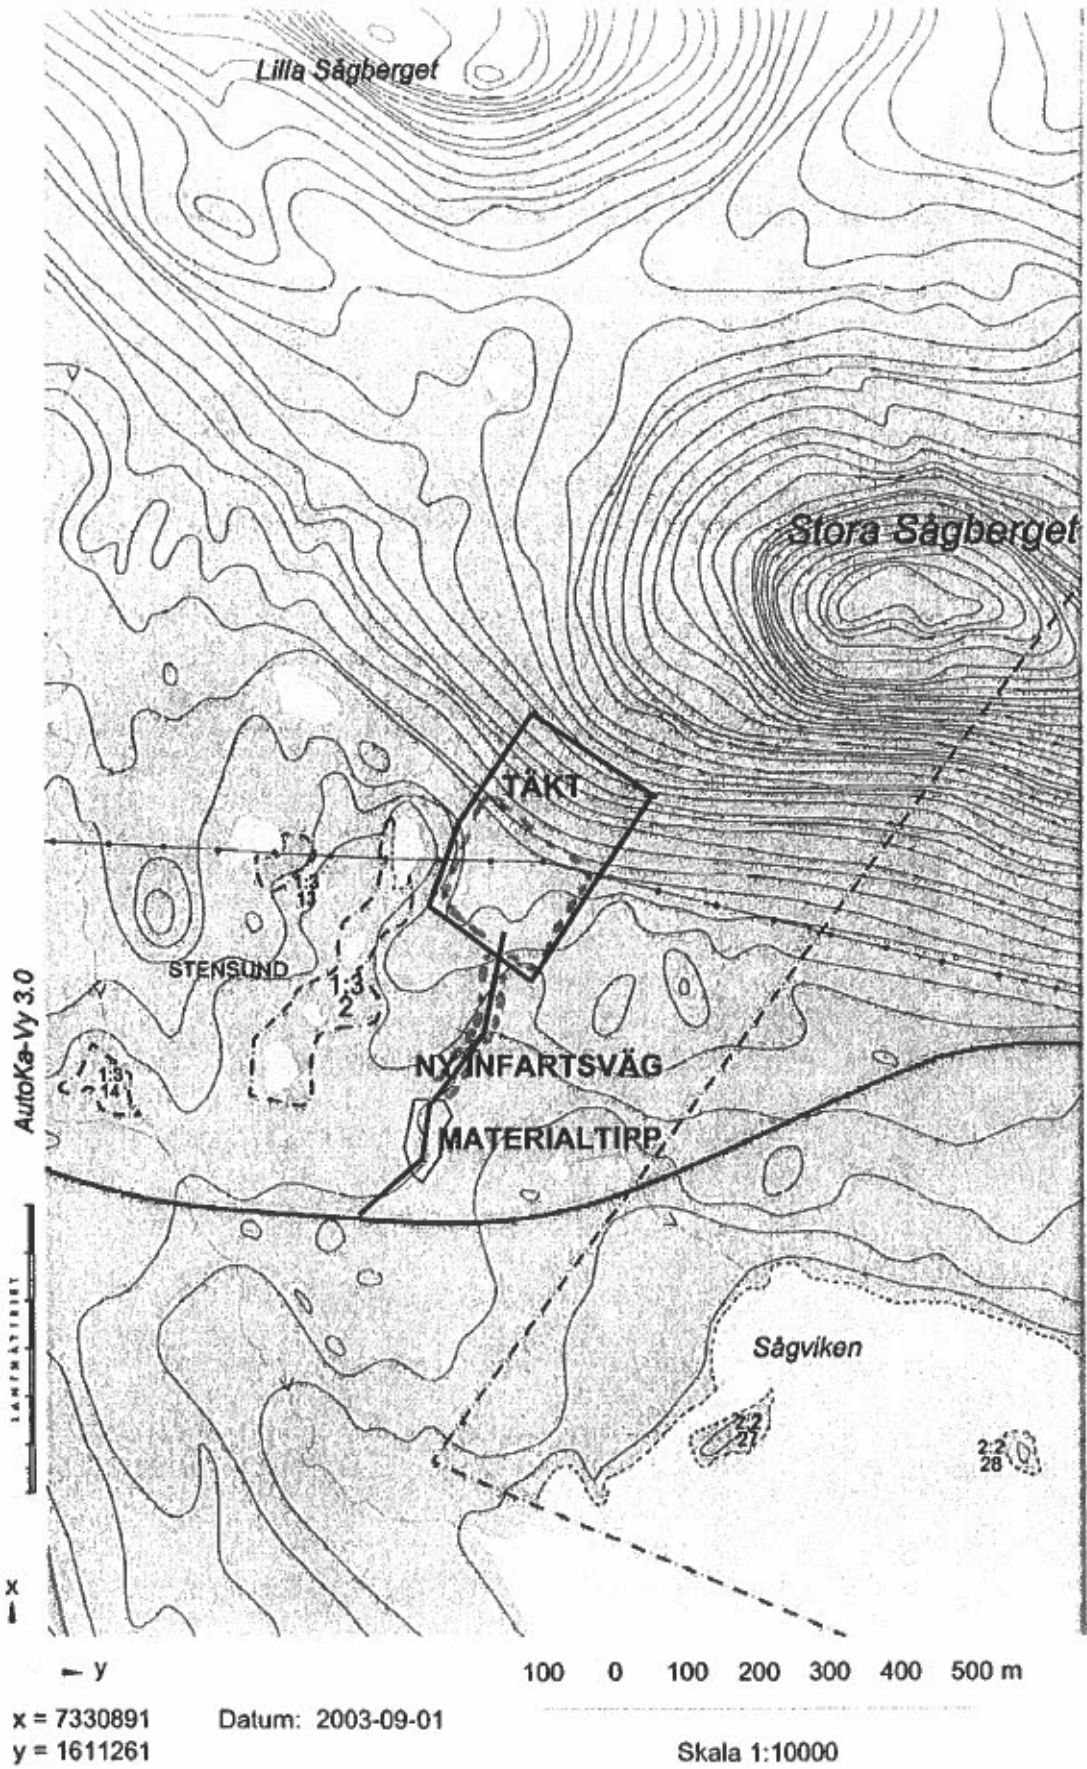 Lilla Sågberget
Stora Sågberget
TÄKT
1:3
13
STENSUND
1:3
2
AutoKa-Vy 3.0
NY INFARTSVÄG
1:3
14
MATERIALTIPP
LANTMÄTERIET
Sågviken
2:2
27
2:2
28
x
y
100 0 100 200 300 400 500 m
x = 7330891 Datum: 2003-09-01
y = 1611261
Skala 1:10000